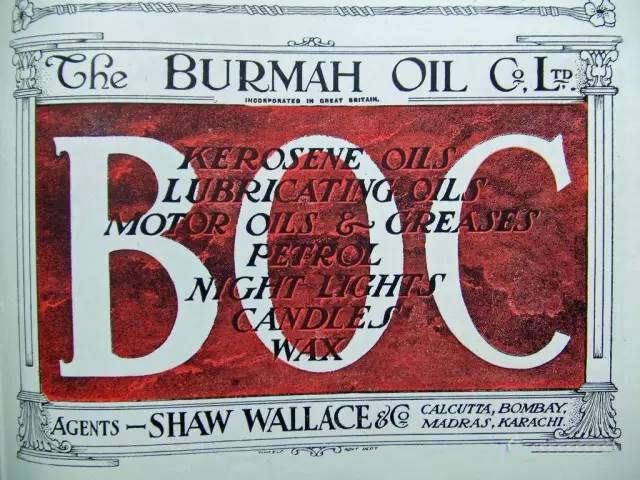 The BURMAH OIL Co, LTD.
INCORPORATED IN GREAT BRITAIN.
BOC
KEROSENE OILS
LUBRICATING OILS
MOTOR OILS & GREASES
PETROL
NIGHT LIGHTS
CANDLES
WAX
AGENTS — SHAW WALLACE & Co
CALCUTTA, BOMBAY,
MADRAS, KARACHI.